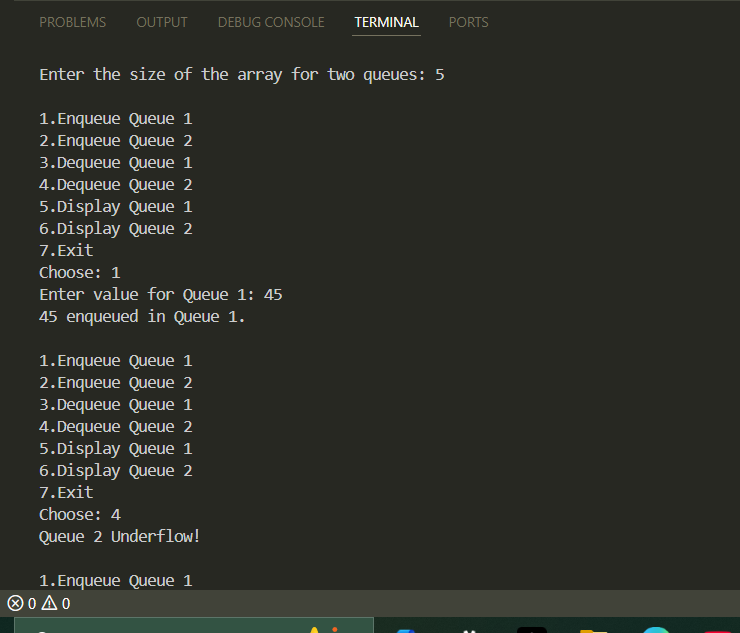 PROBLEMS OUTPUT DEBUG CONSOLE TERMINAL PORTS
Enter the size of the array for two queues: 5
1.Enqueue Queue 1
2.Enqueue Queue 2
3.Dequeue Queue 1
4.Dequeue Queue 2
5.Display Queue 1
6.Display Queue 2
7.Exit
Choose: 1
Enter value for Queue 1: 45
45 enqueued in Queue 1.
1.Enqueue Queue 1
2.Enqueue Queue 2
3.Dequeue Queue 1
4.Dequeue Queue 2
5.Display Queue 1
6.Display Queue 2
7.Exit
Choose: 4
Queue 2 Underflow!
1.Enqueue Queue 1
0 0